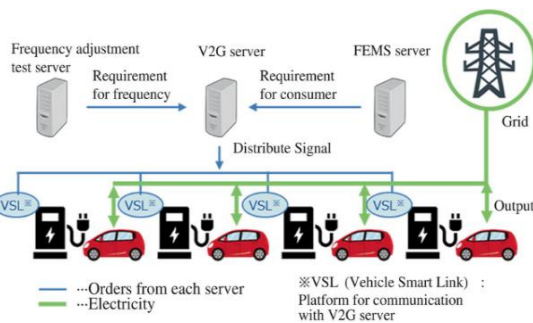 Frequency adjustment
test server
V2G server
FEMS server
Requirement
for frequency
Requirement
for consumer
Grid
Distribute Signal
VSL※
VSL※
VSL※
VSL※
Output
···Orders from each server
···Electricity
※VSL (Vehicle Smart Link) :
Platform for communication
with V2G server